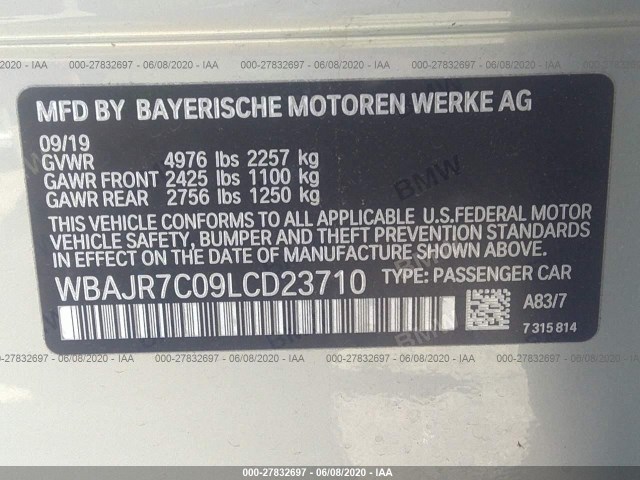 000-27832697 - 06/08/2020 - IAA 000-27832697 - 06/08/2020 - IAA 000-27832697 - 06/08/2020 - IAA
MFD BY BAYERISCHE MOTOREN WERKE AG
09/19
GVWR 4976 lbs 2257 kg
GAWR FRONT 2425 lbs 1100 kg
GAWR REAR 2756 lbs 1250 kg
BMW
THIS VEHICLE CONFORMS TO ALL APPLICABLE U.S.FEDERAL MOTOR
VEHICLE SAFETY, BUMPER AND THEFT PREVENTION STANDARDS
IN EFFECT ON THE DATE OF MANUFACTURE SHOWN ABOVE.
WBAJR7C09LCD23710 TYPE: PASSENGER CAR
A83/7
7 315 814
BMW
000-27832697 - 06/08/2020 - IAA 000-27832697 - 06/08/2020 - IAA 000-27832697 - 06/08/2020 - IAA
000-27832697 - 06/08/2020 - IAA